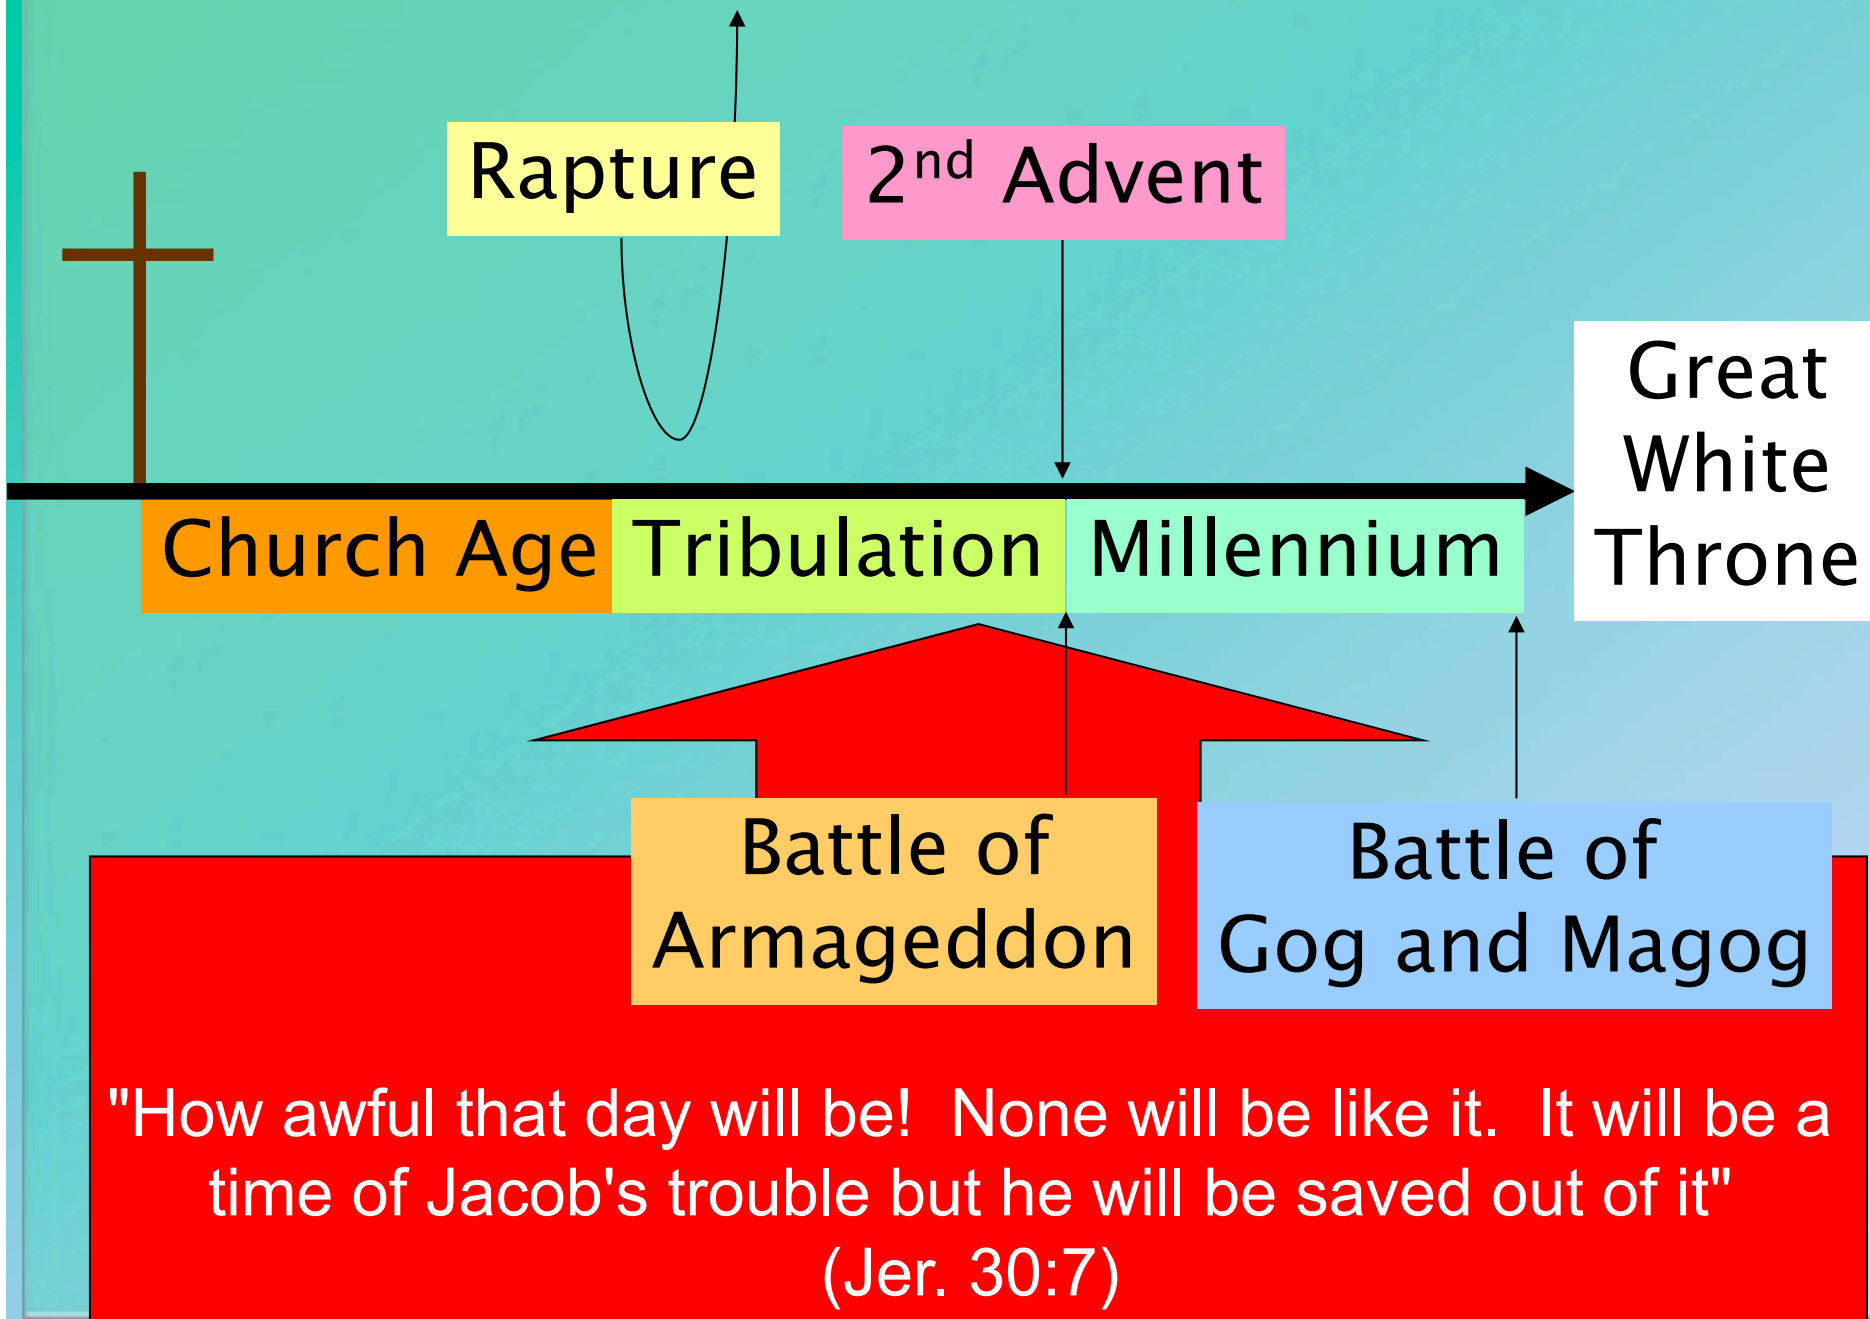 Rapture
2nd Advent
Great
White
Throne
Church Age
Tribulation
Millennium
Battle of
Armageddon
Battle of
Gog and Magog
"How awful that day will be!  None will be like it.  It will be a
time of Jacob's trouble but he will be saved out of it"
(Jer. 30:7)